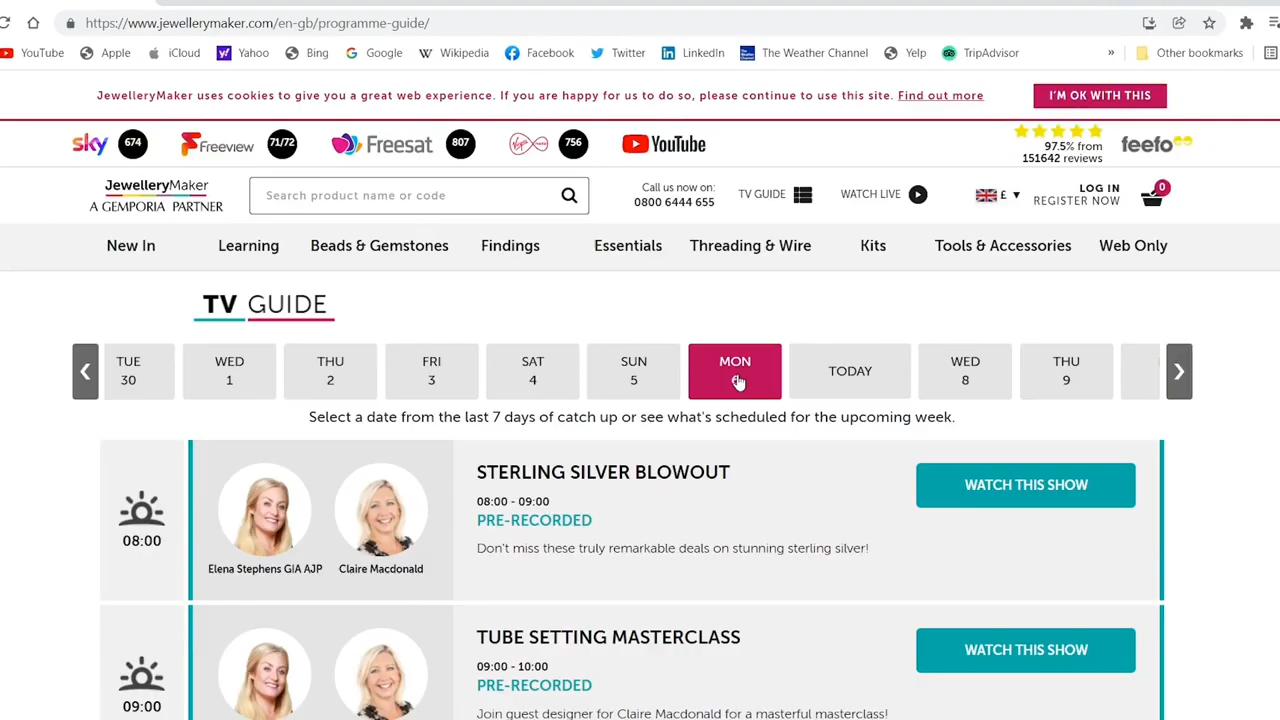 https://www.jewellerymaker.com/en-gb/programme-guide/
YouTube Apple iCloud Yahoo Bing Google Wikipedia Facebook Twitter LinkedIn The Weather Channel Yelp TripAdvisor » Other bookmarks
JewelleryMaker uses cookies to give you a great web experience. If you are happy for us to do so, please continue to use this site. Find out more
I'M OK WITH THIS
sky 674 Freeview 71/72 Freesat 807 756 YouTube
97.5% from
151642 reviews
feefo
JewelleryMaker
A GEMPORIA PARTNER
Search product name or code
Call us now on:
0800 6444 655
TV GUIDE
WATCH LIVE
£ ▼
LOG IN
REGISTER NOW
0
New In Learning Beads & Gemstones Findings Essentials Threading & Wire Kits Tools & Accessories Web Only
TV GUIDE
TUE
30
WED
1
THU
2
FRI
3
SAT
4
SUN
5
MON
TODAY
WED
8
THU
9
Select a date from the last 7 days of catch up or see what's scheduled for the upcoming week.
08:00
Elena Stephens GIA AJP
Claire Macdonald
STERLING SILVER BLOWOUT
08:00 - 09:00
PRE-RECORDED
Don't miss these truly remarkable deals on stunning sterling silver!
WATCH THIS SHOW
09:00
TUBE SETTING MASTERCLASS
09:00 - 10:00
PRE-RECORDED
Join guest designer for Claire Macdonald for a masterful masterclass!
WATCH THIS SHOW